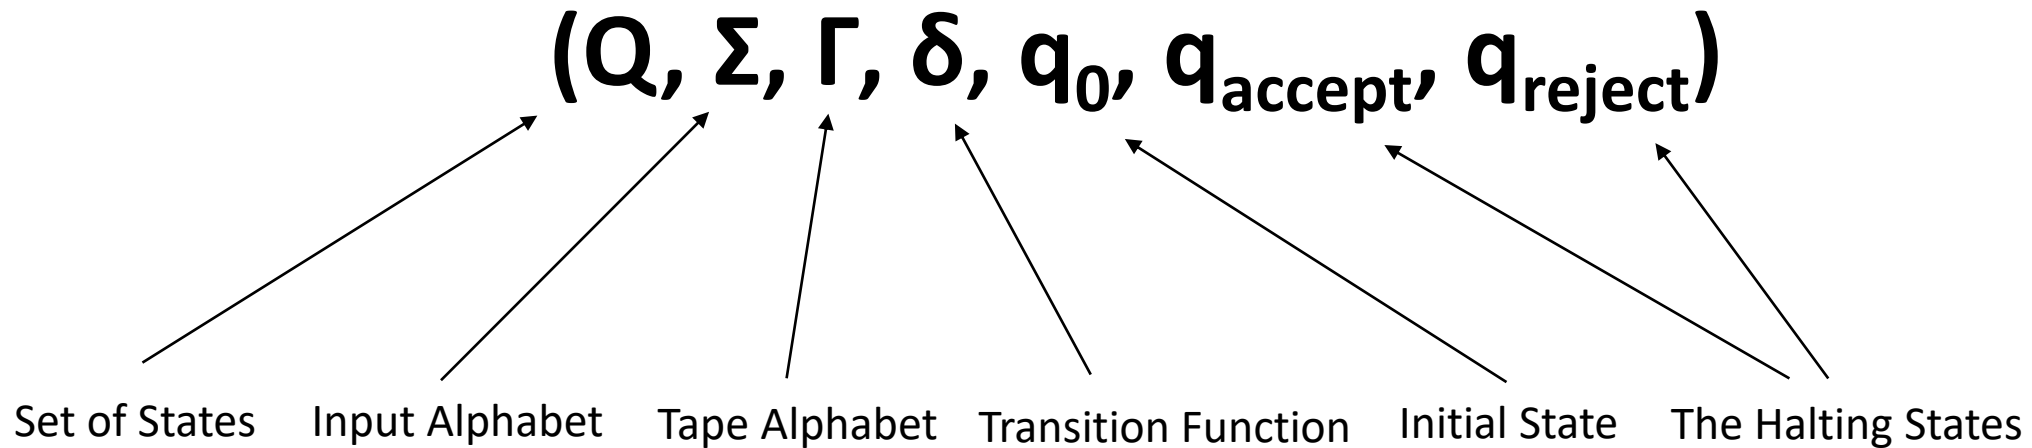 (Q, Σ, Γ, δ, q0, qaccept, qreject)
Set of States Input Alphabet Tape Alphabet Transition Function Initial State The Halting States